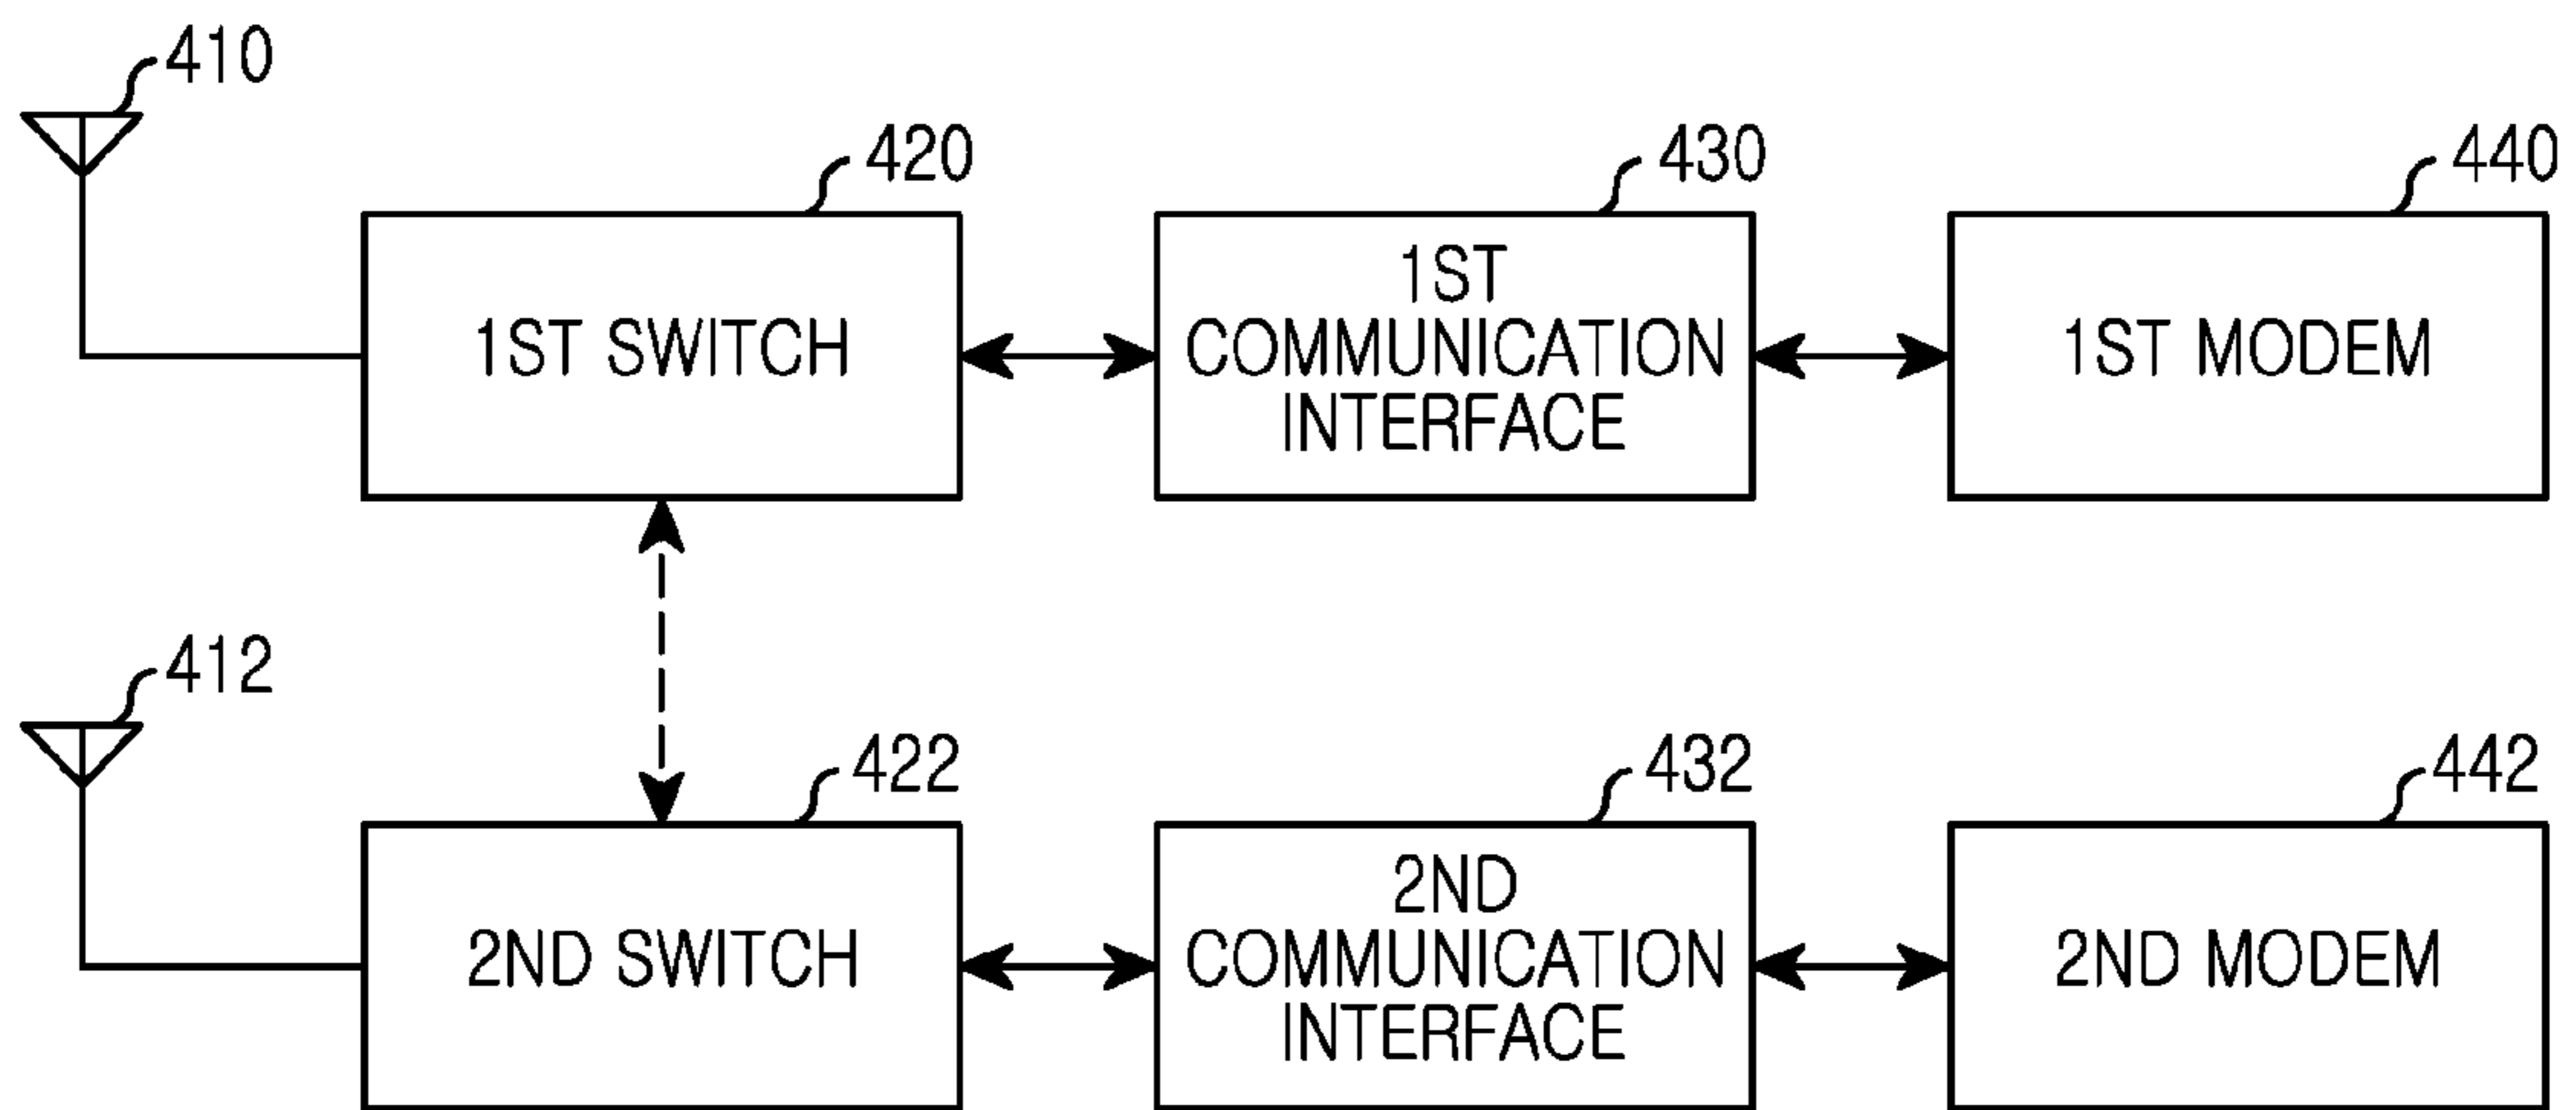 410
420
430
440
1ST SWITCH
1ST
COMMUNICATION
INTERFACE
1ST MODEM
412
422
432
442
2ND SWITCH
2ND
COMMUNICATION
INTERFACE
2ND MODEM